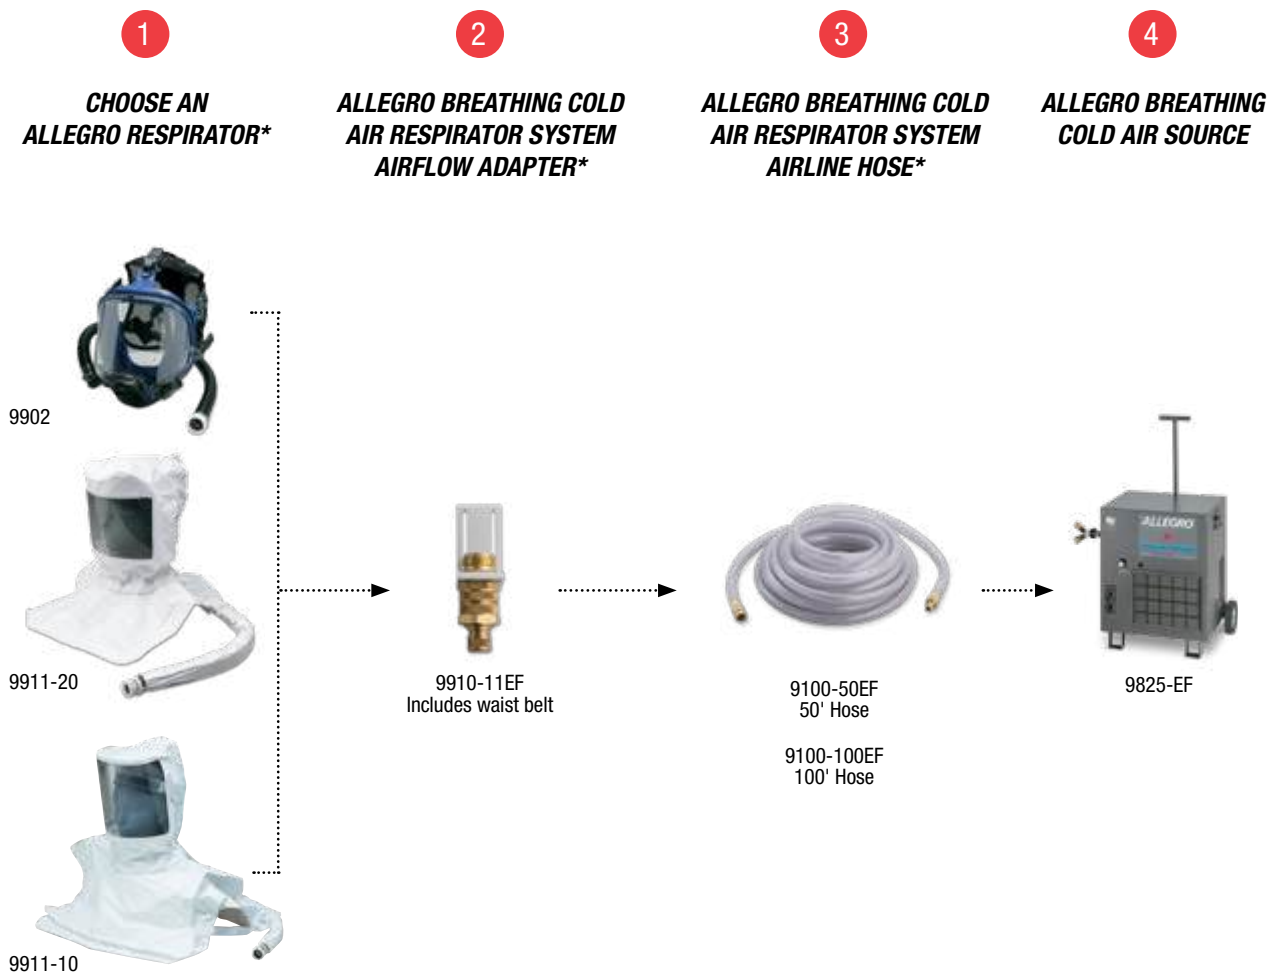 1
CHOOSE AN
ALLEGRO RESPIRATOR*
2
ALLEGRO BREATHING COLD
AIR RESPIRATOR SYSTEM
AIRFLOW ADAPTER*
3
ALLEGRO BREATHING COLD
AIR RESPIRATOR SYSTEM
AIRLINE HOSE*
4
ALLEGRO BREATHING
COLD AIR SOURCE
9902
9911-20
9911-10
9910-11EF
Includes waist belt
9100-50EF
50' Hose
9100-100EF
100' Hose
ALLEGRO
9825-EF